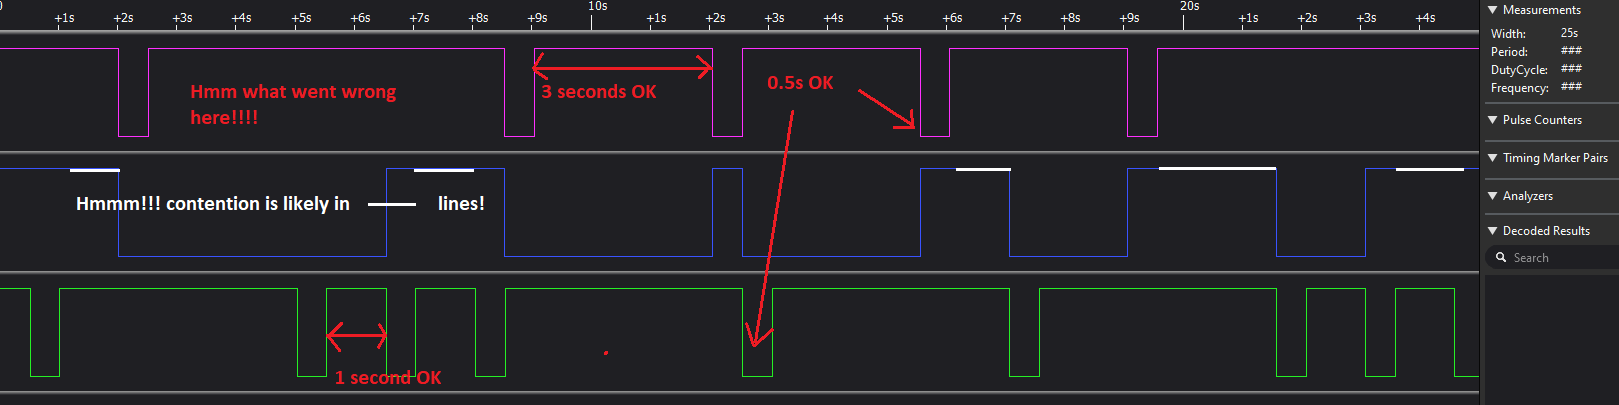 0 10s 20s
+1s +2s +3s +4s +5s +6s +7s +8s +9s +1s +2s +3s +4s +5s +6s +7s +8s +9s +1s +2s +3s +4s
Measurements
Width: 25s
Period: ###
DutyCycle: ###
Frequency: ###
Pulse Counters
Timing Marker Pairs
Analyzers
Decoded Results
Search
Hmm what went wrong
here!!!!
3 seconds OK
0.5s OK
Hmmm!!! contention is likely in lines!
1 second OK